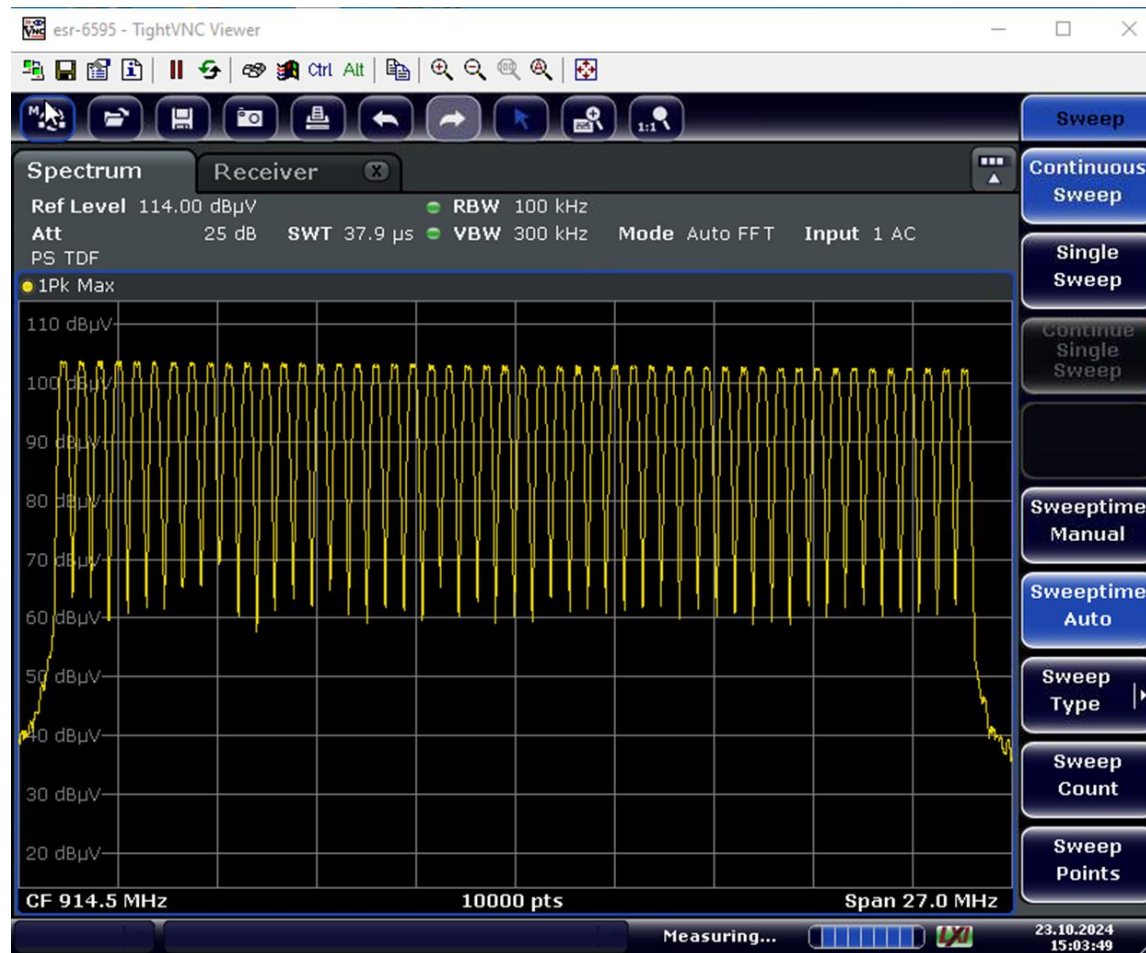 esr-6595 - TightVNC Viewer
Ctrl Alt
Sweep
Spectrum Receiver
Ref Level 114.00 dBµV RBW 100 kHz
Att 25 dB SWT 37.9 µs VBW 300 kHz Mode Auto FFT Input 1 AC
PS TDF
1Pk Max
110 dBµV
100 dBµV
90 dBµV
80 dBµV
70 dBµV
60 dBµV
50 dBµV
40 dBµV
30 dBµV
20 dBµV
CF 914.5 MHz 10000 pts Span 27.0 MHz
Measuring... LXI 23.10.2024
15:03:49
Continuous
Sweep
Single
Sweep
Continue
Single
Sweep
Sweeptime
Manual
Sweeptime
Auto
Sweep
Type
Sweep
Count
Sweep
Points
1:1
M